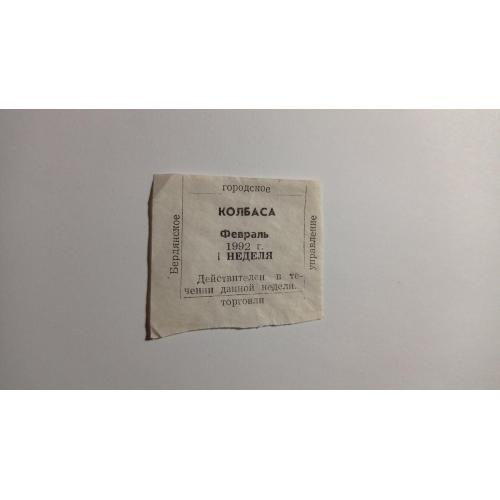 Бердянское
городское
управление
торговли
КОЛБАСА
Февраль
1992 г.
I НЕДЕЛЯ
Действителен в те-
чении данной недели.